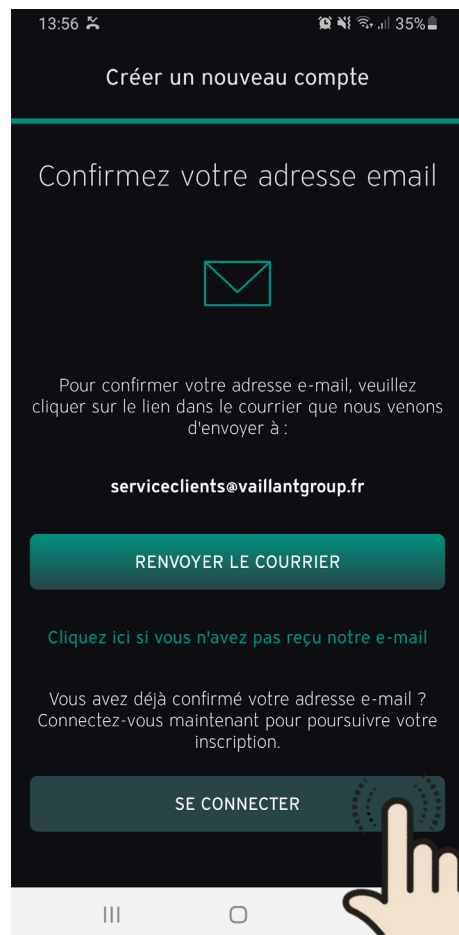 13:56
35%
Créer un nouveau compte
Confirmez votre adresse email
Pour confirmer votre adresse e-mail, veuillez
cliquer sur le lien dans le courrier que nous venons
d'envoyer à :
serviceclients@vaillantgroup.fr
RENVOYER LE COURRIER
Cliquez ici si vous n'avez pas reçu notre e-mail
Vous avez déjà confirmé votre adresse e-mail ?
Connectez-vous maintenant pour poursuivre votre
inscription.
SE CONNECTER